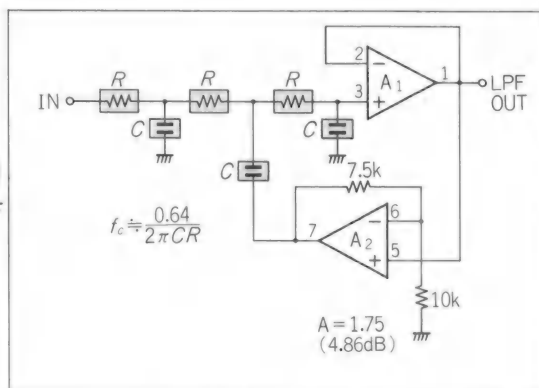 R
R
R
IN
C
C
C
2
3
A1
1
LPF
OUT
7.5k
fc≒0.64/2πCR
7
A2
6
5
10k
A=1.75
(4.86dB)